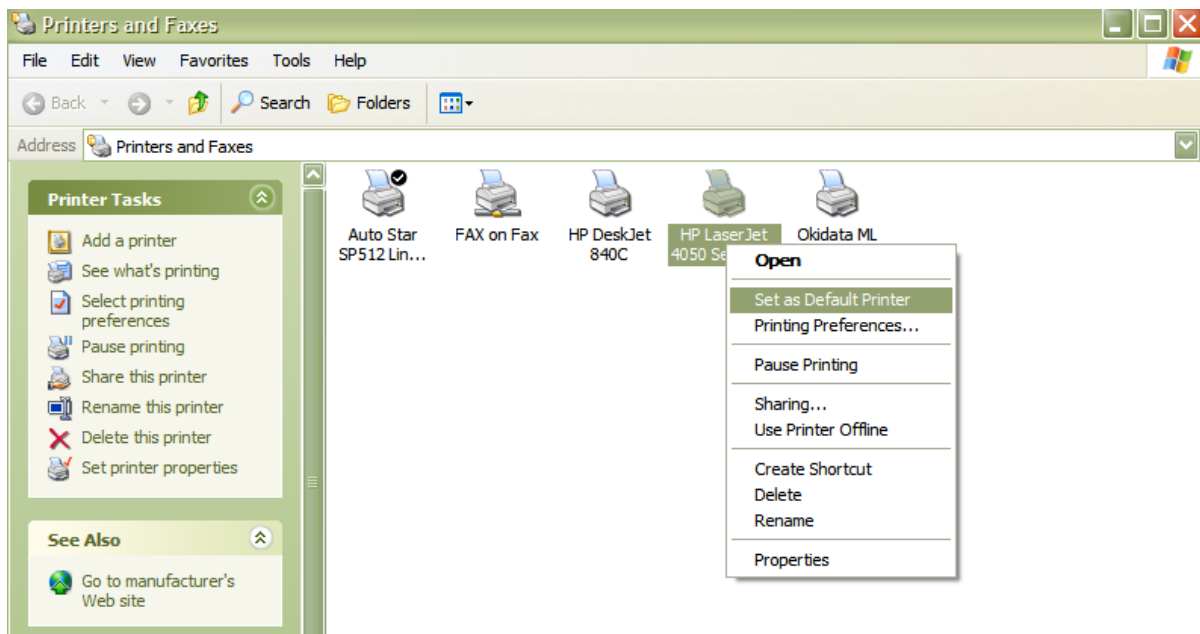 Printers and Faxes
File Edit View Favorites Tools Help
Back Search Folders
Address Printers and Faxes
Printer Tasks
Add a printer
See what's printing
Select printing
preferences
Pause printing
Share this printer
Rename this printer
Delete this printer
Set printer properties
See Also
Go to manufacturer's
Web site
Auto Star
SP512 Lin...
FAX on Fax
HP DeskJet
840C
HP LaserJet
4050 Se
Okidata ML
Open
Set as Default Printer
Printing Preferences...
Pause Printing
Sharing...
Use Printer Offline
Create Shortcut
Delete
Rename
Properties